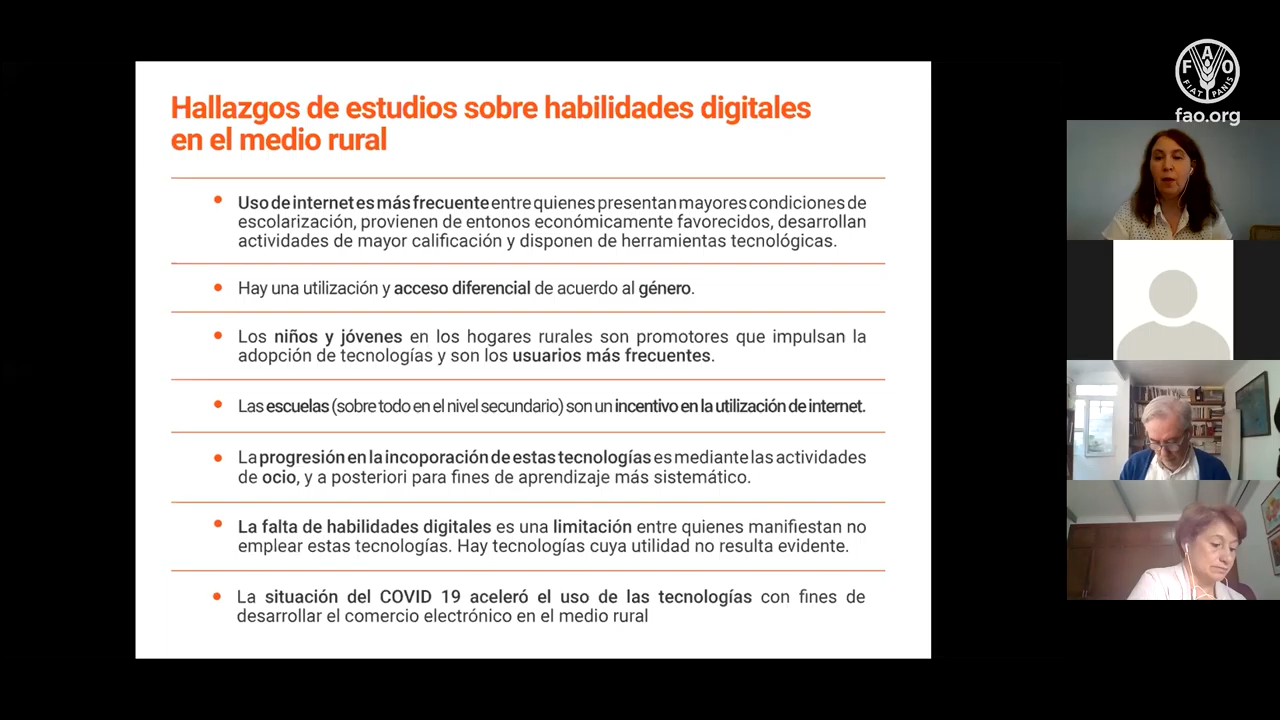 Hallazgos de estudios sobre habilidades digitales
en el medio rural
• Uso de internet es más frecuente entre quienes presentan mayores condiciones de
escolarización, provienen de entonos económicamente favorecidos, desarrollan
actividades de mayor calificación y disponen de herramientas tecnológicas.
• Hay una utilización y acceso diferencial de acuerdo al género.
• Los niños y jóvenes en los hogares rurales son promotores que impulsan la
adopción de tecnologías y son los usuarios más frecuentes.
• Las escuelas (sobre todo en el nivel secundario) son un incentivo en la utilización de internet.
• La progresión en la incoporación de estas tecnologías es mediante las actividades
de ocio, y a posteriori para fines de aprendizaje más sistemático.
• La falta de habilidades digitales es una limitación entre quienes manifiestan no
emplear estas tecnologías. Hay tecnologías cuya utilidad no resulta evidente.
• La situación del COVID 19 aceleró el uso de las tecnologías con fines de
desarrollar el comercio electrónico en el medio rural
FAO
FIAT PANIS
fao.org